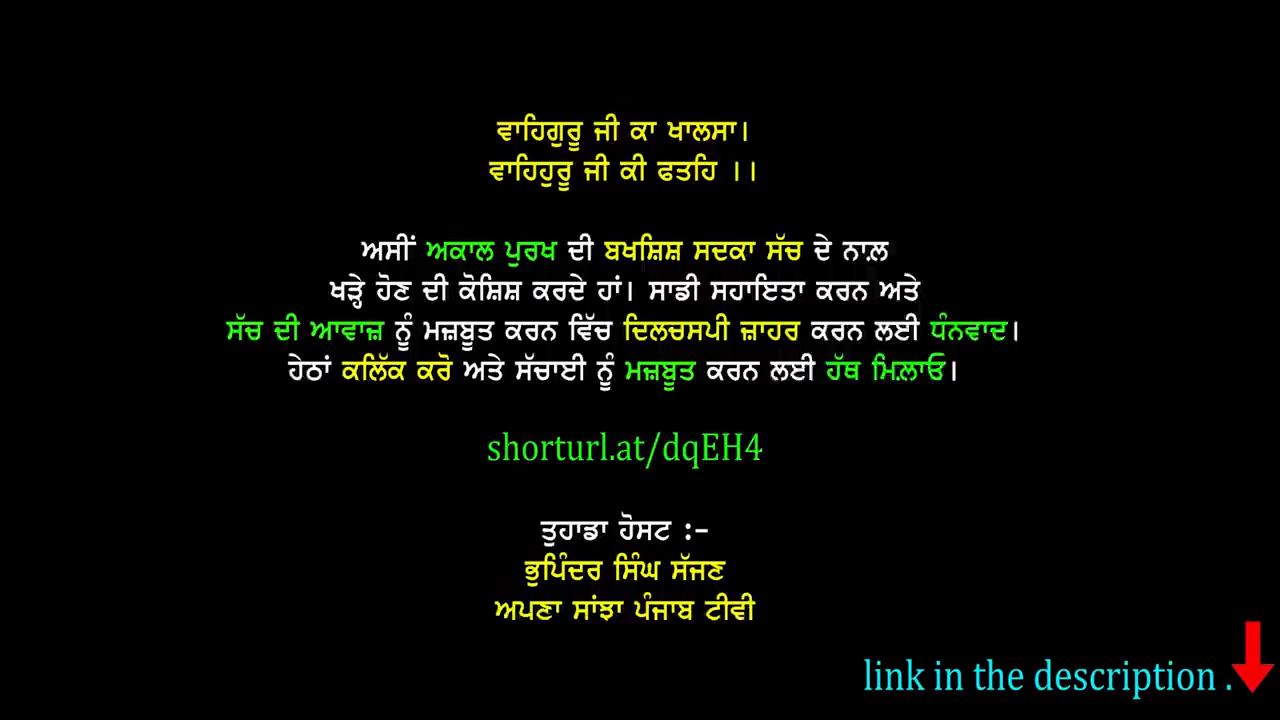 ਵਾਹਿਗੁਰੂ ਜੀ ਕਾ ਖਾਲਸਾ।
ਵਾਹਿਹੁਰੂ ਜੀ ਕੀ ਫਤਹਿ ।।
ਅਸੀਂ ਅਕਾਲ ਪੁਰਖ ਦੀ ਬਖਸ਼ਿਸ਼ ਸਦਕਾ ਸੱਚ ਦੇ ਨਾਲ਼
ਖੜ੍ਹੇ ਹੋਣ ਦੀ ਕੋਸ਼ਿਸ਼ ਕਰਦੇ ਹਾਂ। ਸਾਡੀ ਸਹਾਇਤਾ ਕਰਨ ਅਤੇ
ਸੱਚ ਦੀ ਆਵਾਜ਼ ਨੂੰ ਮਜ਼ਬੂਤ ਕਰਨ ਵਿੱਚ ਦਿਲਚਸਪੀ ਜ਼ਾਹਰ ਕਰਨ ਲਈ ਧੰਨਵਾਦ।
ਹੇਠਾਂ ਕਲਿੱਕ ਕਰੋ ਅਤੇ ਸੱਚਾਈ ਨੂੰ ਮਜ਼ਬੂਤ ਕਰਨ ਲਈ ਹੱਥ ਮਿਲ਼ਾਓ।
shorturl.at/dqEH4
ਤੁਹਾਡਾ ਹੋਸਟ :-
ਭੁਪਿੰਦਰ ਸਿੰਘ ਸੱਜਣ
ਅਪਣਾ ਸਾਂਝਾ ਪੰਜਾਬ ਟੀਵੀ
link in the description .